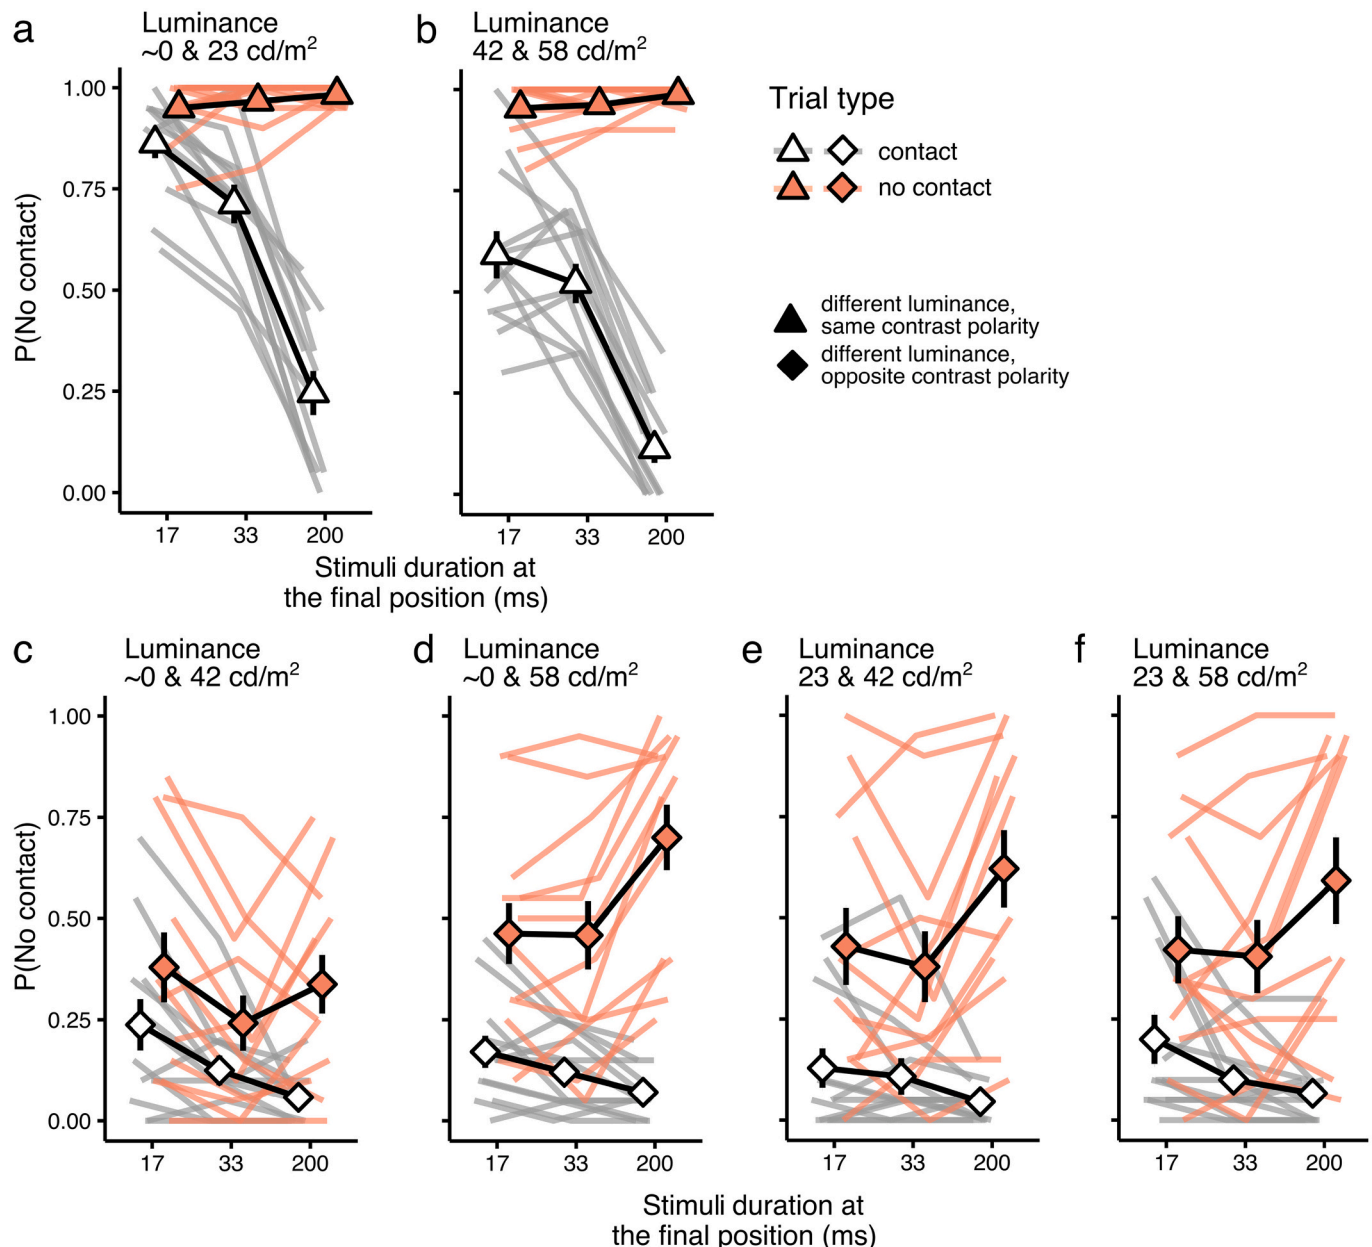 a
Luminance
~0 & 23 cd/m²
b
Luminance
42 & 58 cd/m²
P(No contact)
1.00
0.75
0.50
0.25
0.00
17 33 200
17 33 200
Stimuli duration at
the final position (ms)
Trial type
contact
no contact
different luminance,
same contrast polarity
different luminance,
opposite contrast polarity
c
Luminance
~0 & 42 cd/m²
d
Luminance
~0 & 58 cd/m²
e
Luminance
23 & 42 cd/m²
f
Luminance
23 & 58 cd/m²
P(No contact)
1.00
0.75
0.50
0.25
0.00
17 33 200
17 33 200
17 33 200
17 33 200
Stimuli duration at
the final position (ms)